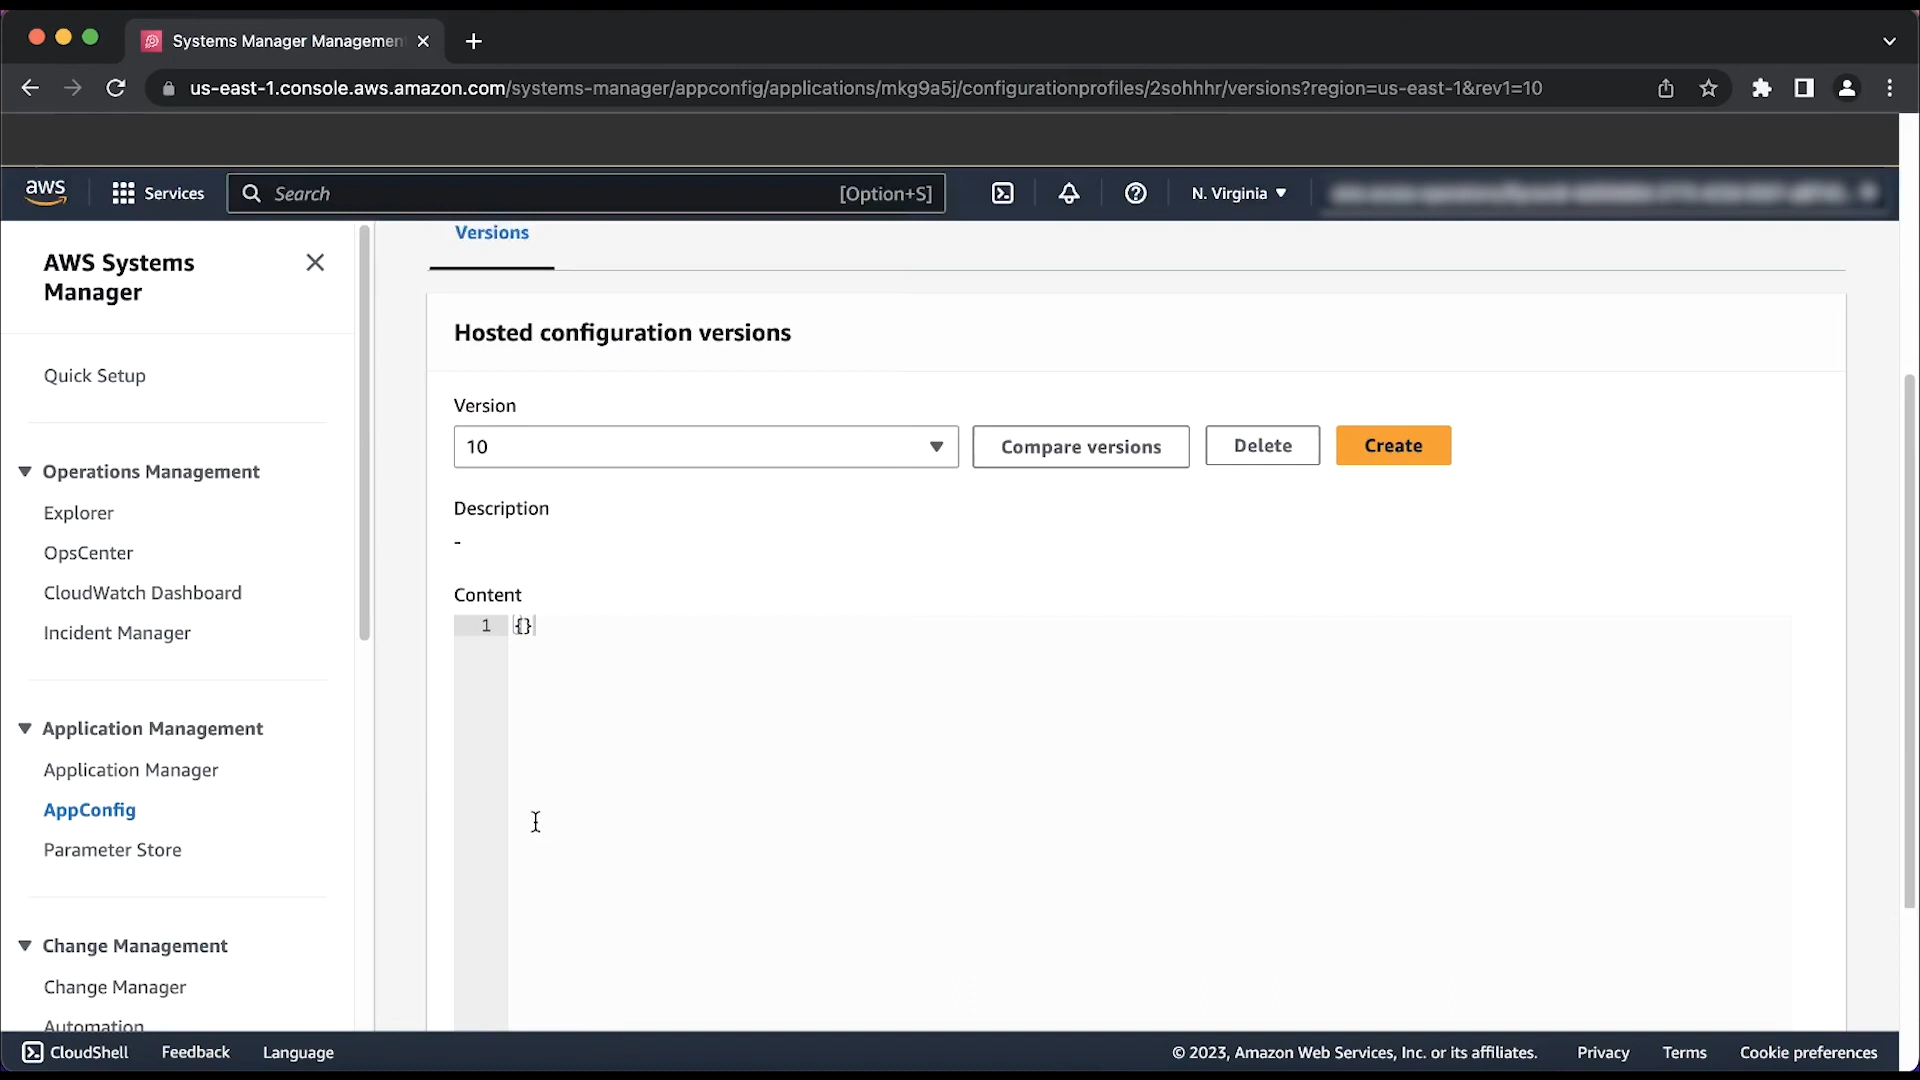 Systems Manager Managemen
us-east-1.console.aws.amazon.com/systems-manager/appconfig/applications/mkg9a5j/configurationprofiles/2sohhhr/versions?region=us-east-1&rev1=10
aws
Services
Search
[Option+S]
N. Virginia
AWS Systems
Manager
Quick Setup
Operations Management
Explorer
OpsCenter
CloudWatch Dashboard
Incident Manager
Application Management
Application Manager
AppConfig
Parameter Store
Change Management
Change Manager
Automation
Versions
Hosted configuration versions
Version
10
Compare versions
Delete
Create
Description
-
Content
1 {}
CloudShell
Feedback
Language
© 2023, Amazon Web Services, Inc. or its affiliates.
Privacy
Terms
Cookie preferences